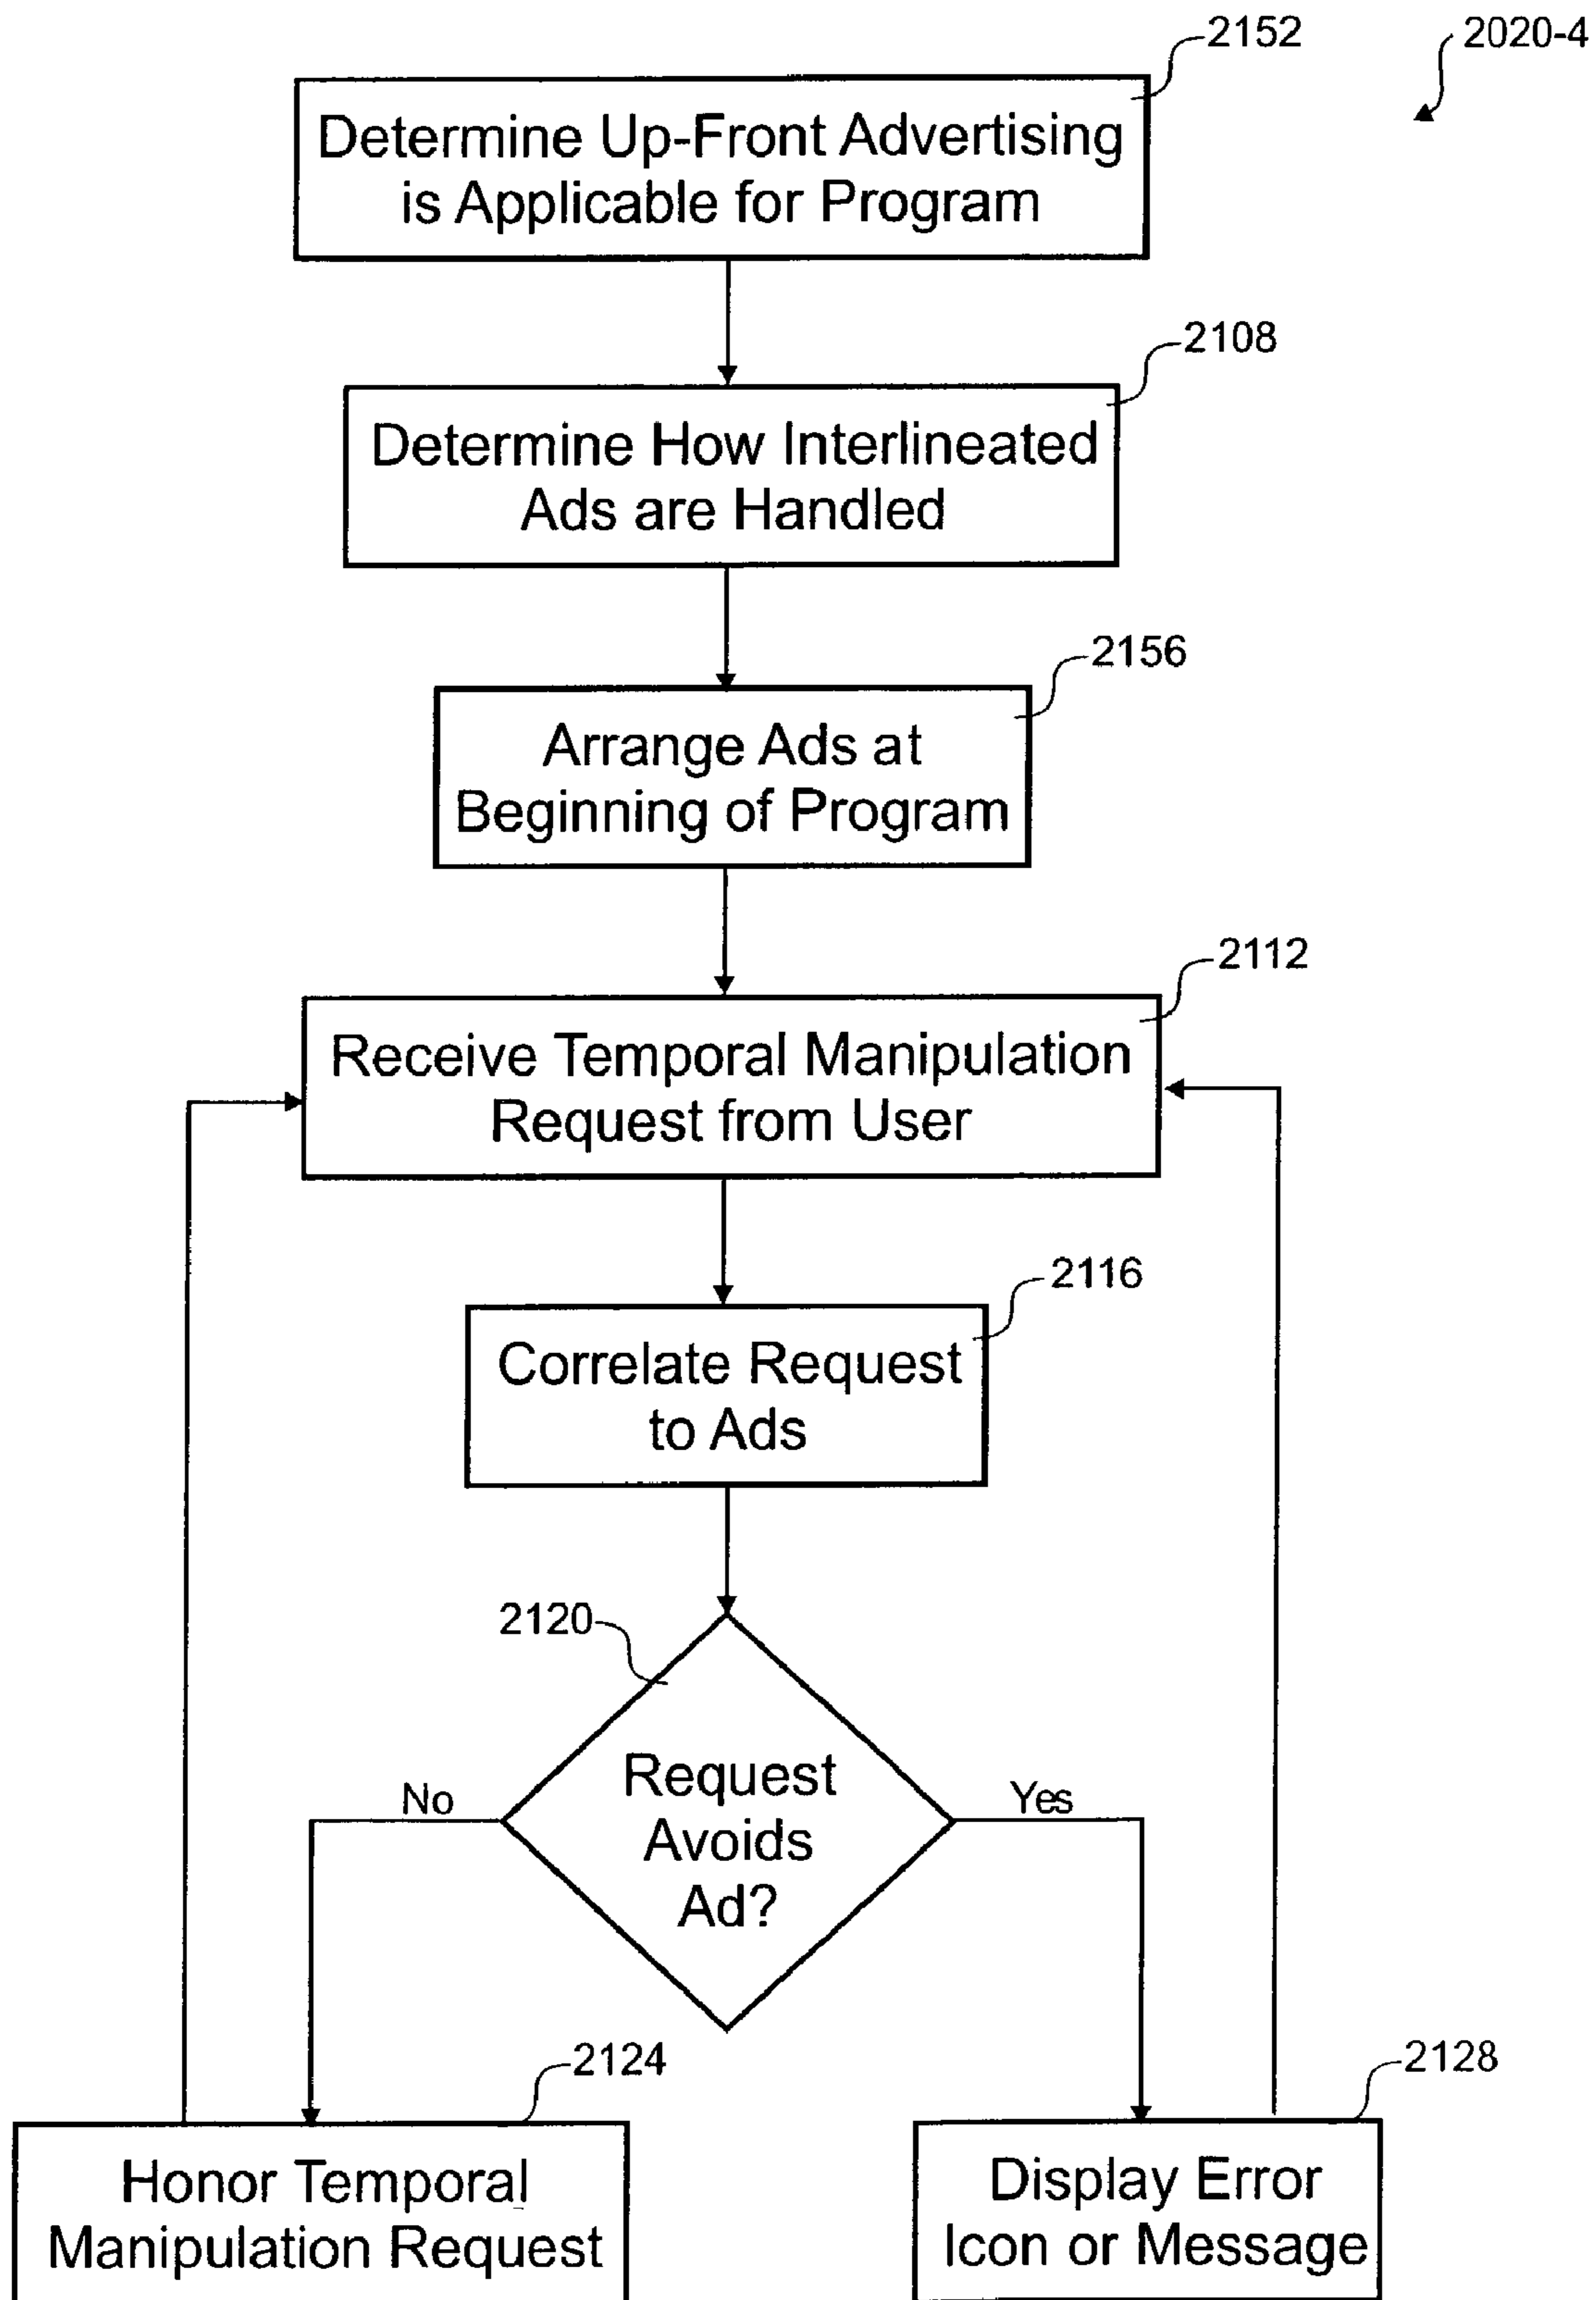 2152
2020-4
Determine Up-Front Advertising
is Applicable for Program
2108
Determine How Interlineated
Ads are Handled
2156
Arrange Ads at
Beginning of Program
2112
Receive Temporal Manipulation
Request from User
2116
Correlate Request
to Ads
2120
Request
Avoids
Ad?
No
Yes
2124
2128
Honor Temporal
Manipulation Request
Display Error
Icon or Message